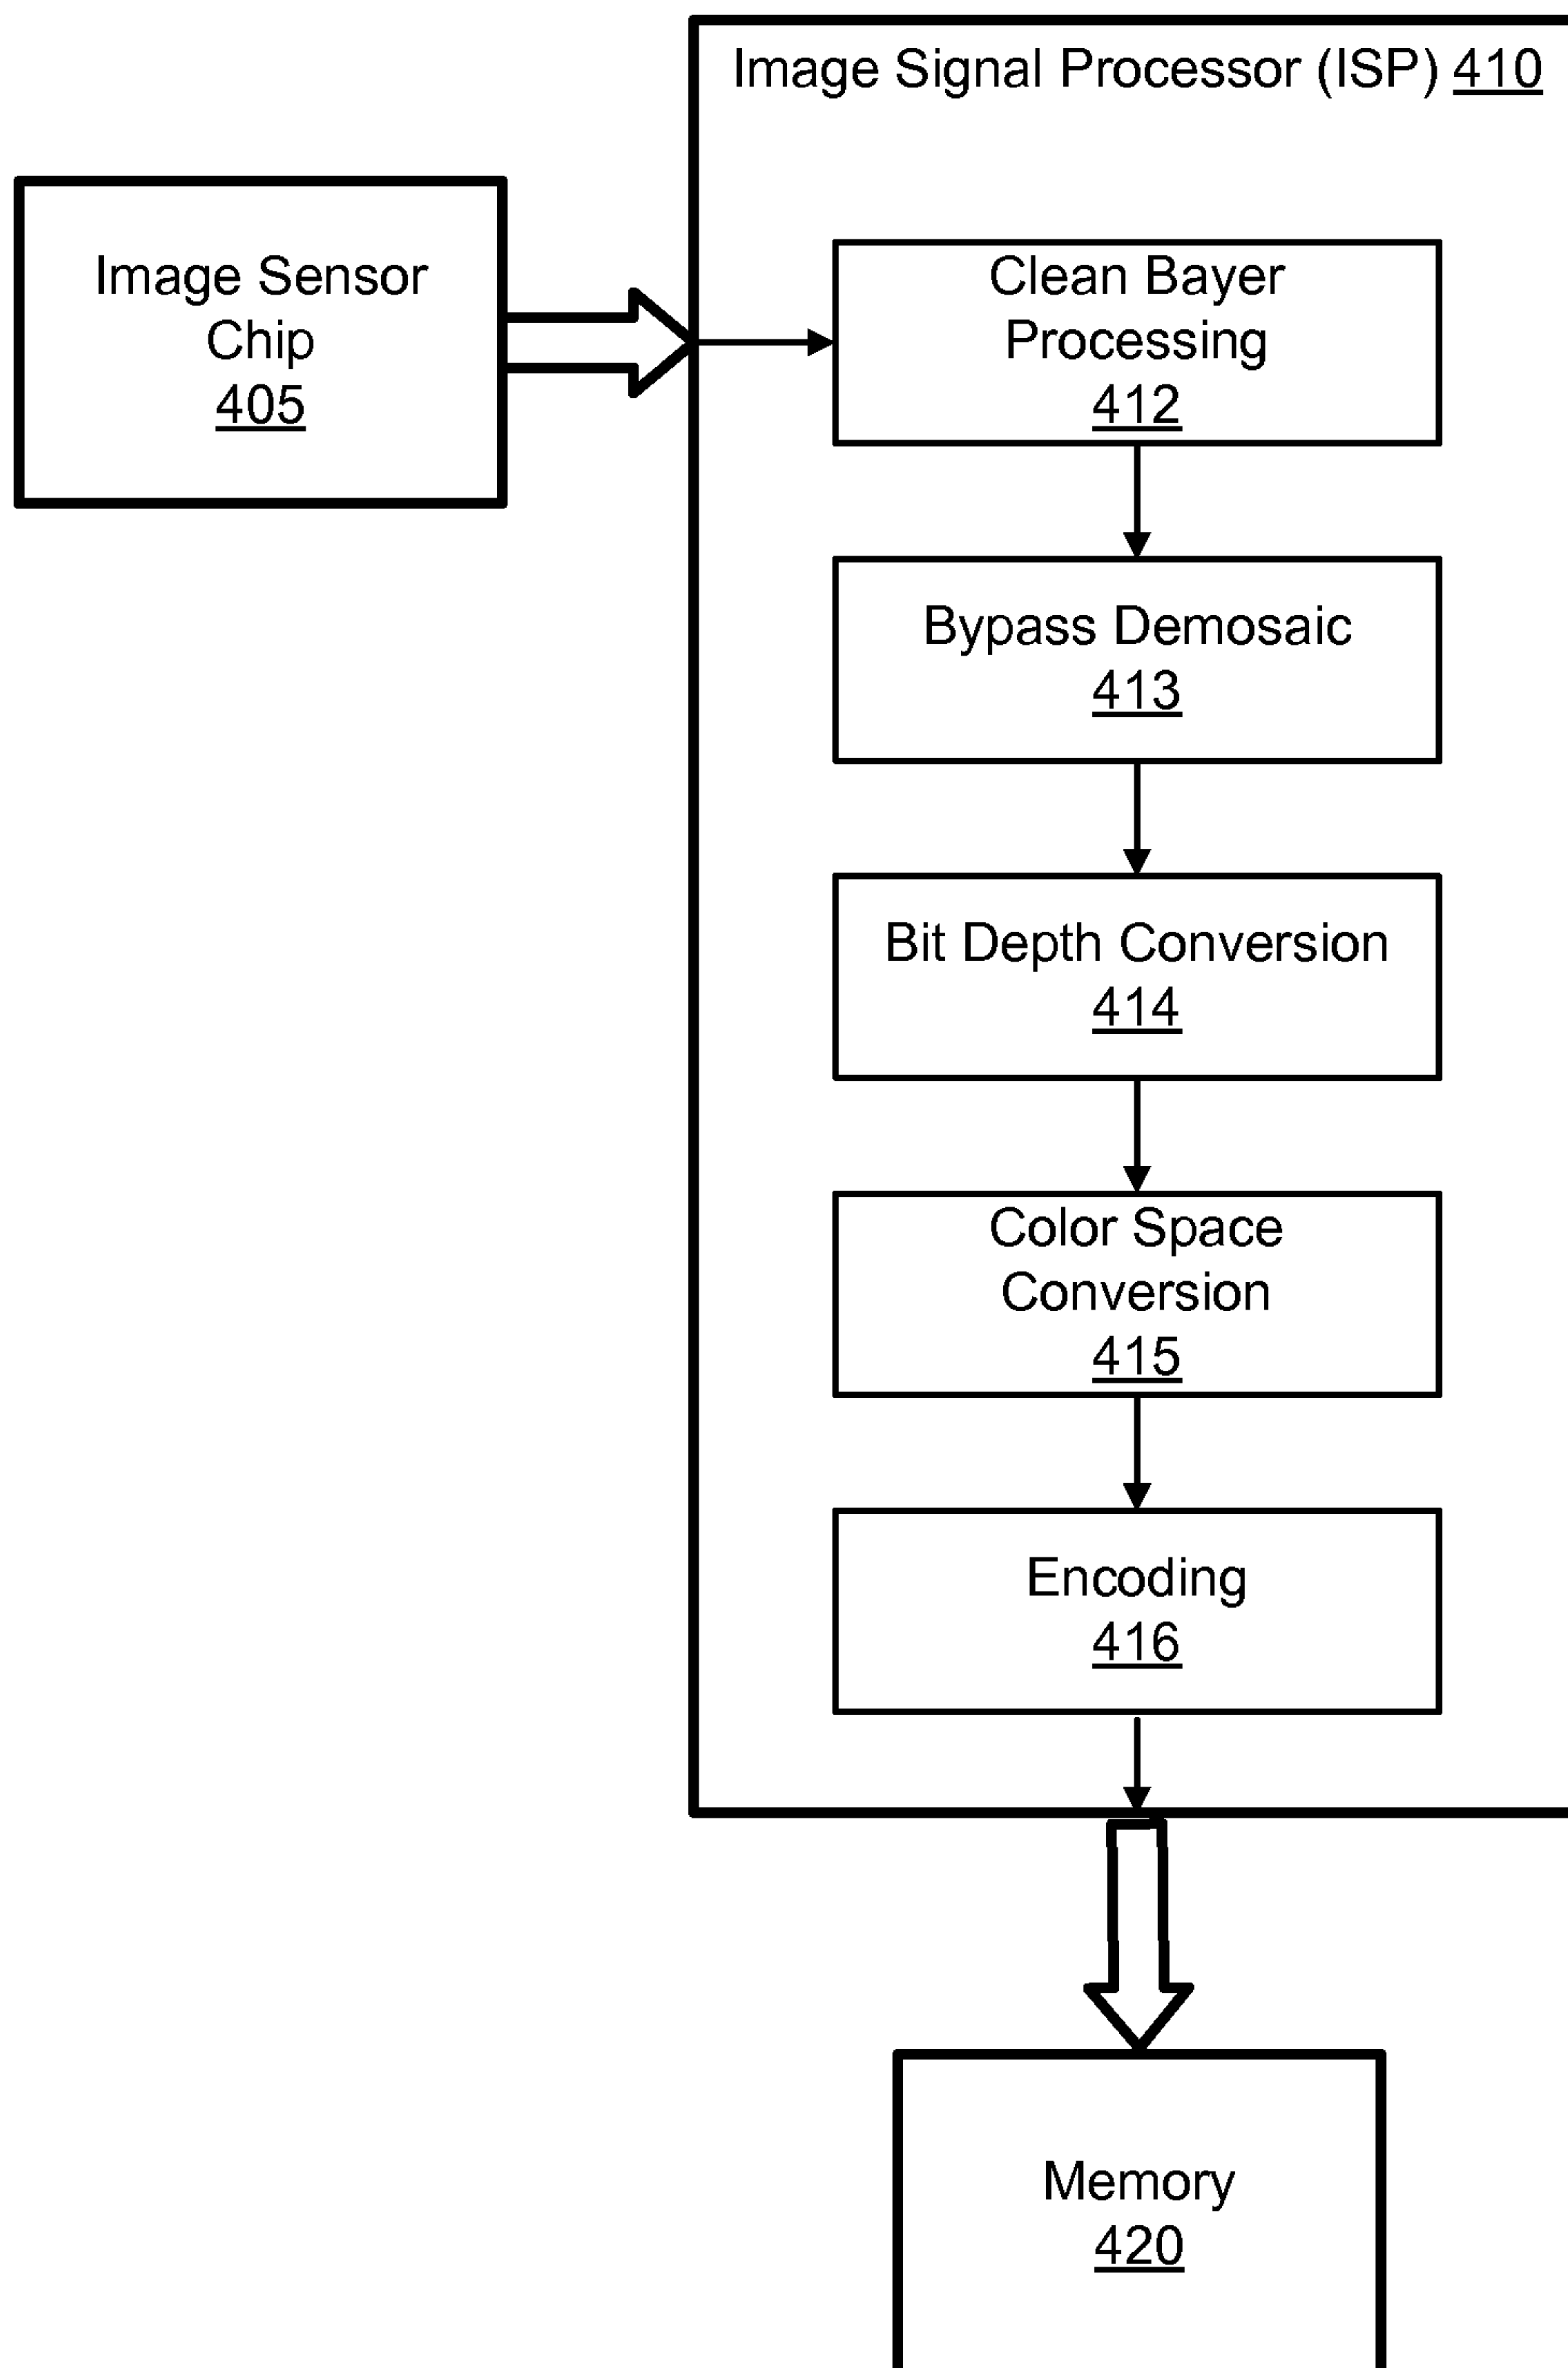 Image Signal Processor (ISP) 410
Image Sensor
Chip
405
Clean Bayer
Processing
412
Bypass Demosaic
413
Bit Depth Conversion
414
Color Space
Conversion
415
Encoding
416
Memory
420